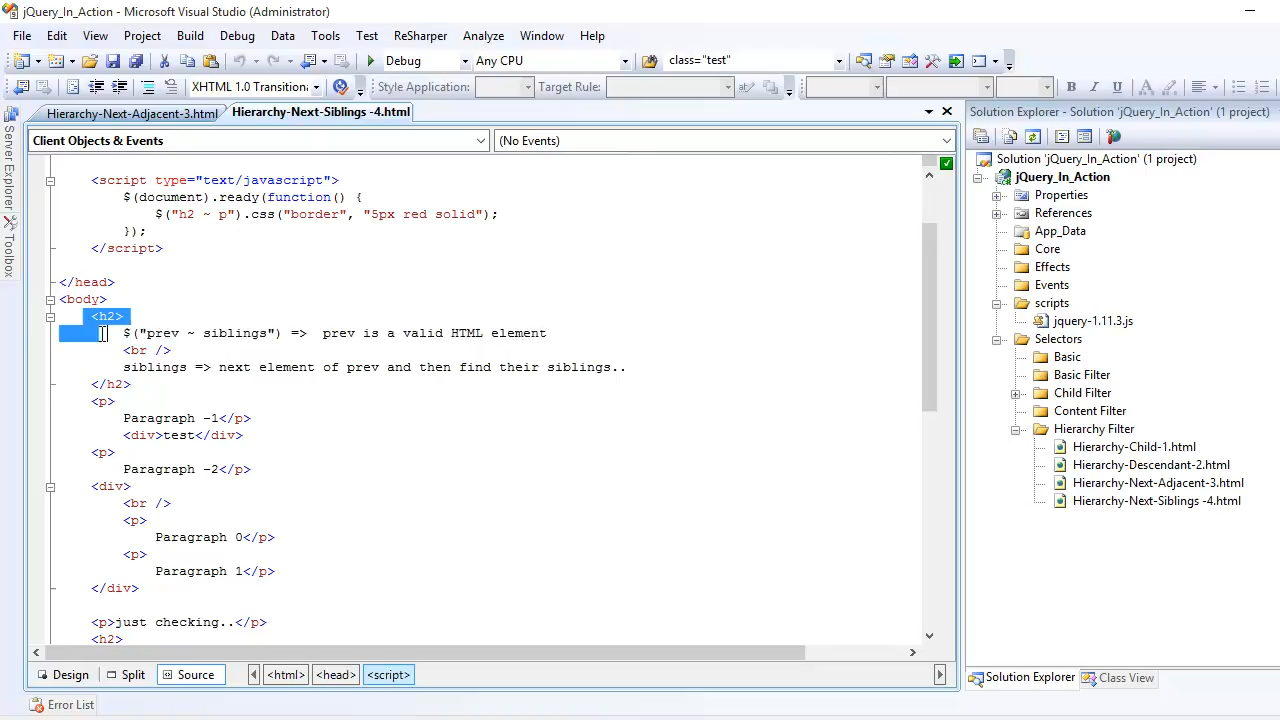 jQuery_In_Action - Microsoft Visual Studio (Administrator)
File Edit View Project Build Debug Data Tools Test ReSharper Analyze Window Help
Debug Any CPU class="test"
XHTML 1.0 Transition Style Application: Target Rule:
Hierarchy-Next-Adjacent-3.html Hierarchy-Next-Siblings -4.html
Client Objects & Events (No Events)
<script type="text/javascript">
$(document).ready(function() {
$("h2 ~ p").css("border", "5px red solid");
});
</script>
</head>
<body>
<h2>
$("prev ~ siblings") =>  prev is a valid HTML element
<br />
siblings => next element of prev and then find their siblings..
</h2>
<p>
Paragraph -1</p>
<div>test</div>
<p>
Paragraph -2</p>
<div>
<br />
<p>
Paragraph 0</p>
<p>
Paragraph 1</p>
</div>
<p>just checking..</p>
<h2>
Design Split Source <html> <head> <script>
Error List
Server Explorer
Toolbox
Solution Explorer - Solution 'jQuery_In_Action' (1 project)
Solution 'jQuery_In_Action' (1 project)
jQuery_In_Action
Properties
References
App_Data
Core
Effects
Events
scripts
jquery-1.11.3.js
Selectors
Basic
Basic Filter
Child Filter
Content Filter
Hierarchy Filter
Hierarchy-Child-1.html
Hierarchy-Descendant-2.html
Hierarchy-Next-Adjacent-3.html
Hierarchy-Next-Siblings -4.html
Solution Explorer Class View